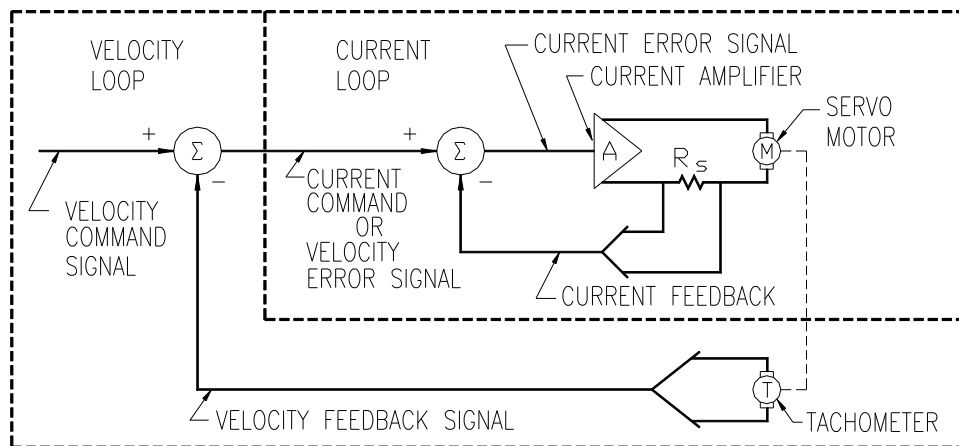 VELOCITY
LOOP
CURRENT
LOOP
CURRENT ERROR SIGNAL
CURRENT AMPLIFIER
SERVO
MOTOR
+
Σ
−
+
Σ
−
A
R s
M
VELOCITY
COMMAND
SIGNAL
CURRENT
COMMAND
OR
VELOCITY
ERROR SIGNAL
CURRENT FEEDBACK
VELOCITY FEEDBACK SIGNAL
T
TACHOMETER